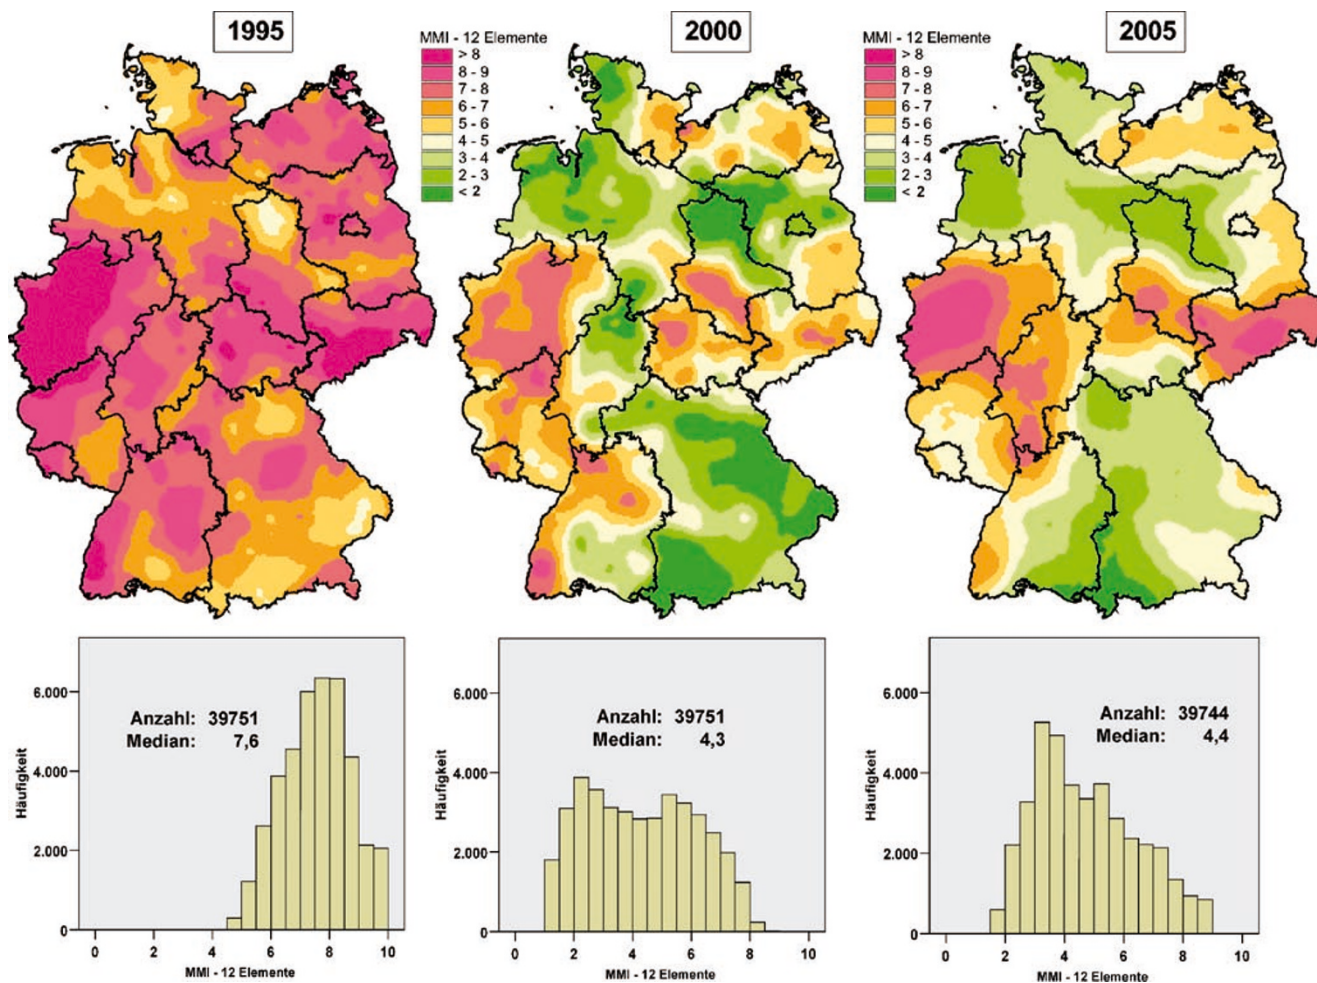 1995
MMI - 12 Elemente
> 8
8 - 9
7 - 8
6 - 7
5 - 6
4 - 5
3 - 4
2 - 3
< 2
2000
MMI - 12 Elemente
> 8
8 - 9
7 - 8
6 - 7
5 - 6
4 - 5
3 - 4
2 - 3
< 2
2005
Häufigkeit
6.000
4.000
2.000
0
Anzahl: 39751
Median: 7,6
0 2 4 6 8 10
MMI - 12 Elemente
Häufigkeit
6.000
4.000
2.000
0
Anzahl: 39751
Median: 4,3
0 2 4 6 8 10
MMI - 12 Elemente
Häufigkeit
6.000
4.000
2.000
0
Anzahl: 39744
Median: 4,4
0 2 4 6 8 10
MMI - 12 Elemente